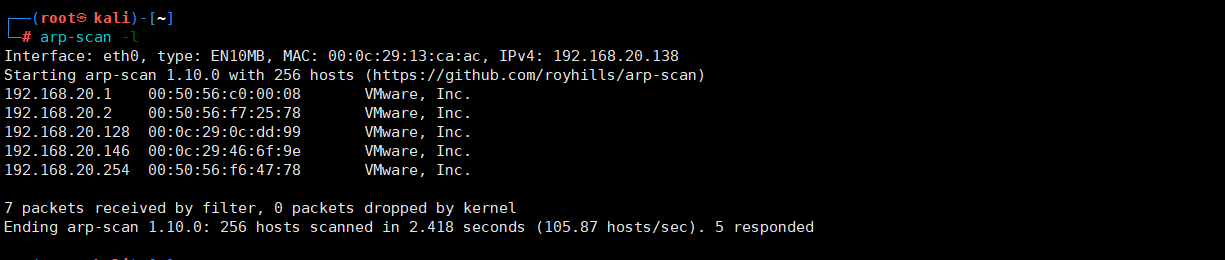 ┌──(root㉿kali)-[~]
└─# arp-scan -l
Interface: eth0, type: EN10MB, MAC: 00:0c:29:13:ca:ac, IPv4: 192.168.20.138
Starting arp-scan 1.10.0 with 256 hosts (https://github.com/royhills/arp-scan)
192.168.20.1    00:50:56:c0:00:08       VMware, Inc.
192.168.20.2    00:50:56:f7:25:78       VMware, Inc.
192.168.20.128  00:0c:29:0c:dd:99       VMware, Inc.
192.168.20.146  00:0c:29:46:6f:9e       VMware, Inc.
192.168.20.254  00:50:56:f6:47:78       VMware, Inc.
7 packets received by filter, 0 packets dropped by kernel
Ending arp-scan 1.10.0: 256 hosts scanned in 2.418 seconds (105.87 hosts/sec). 5 responded